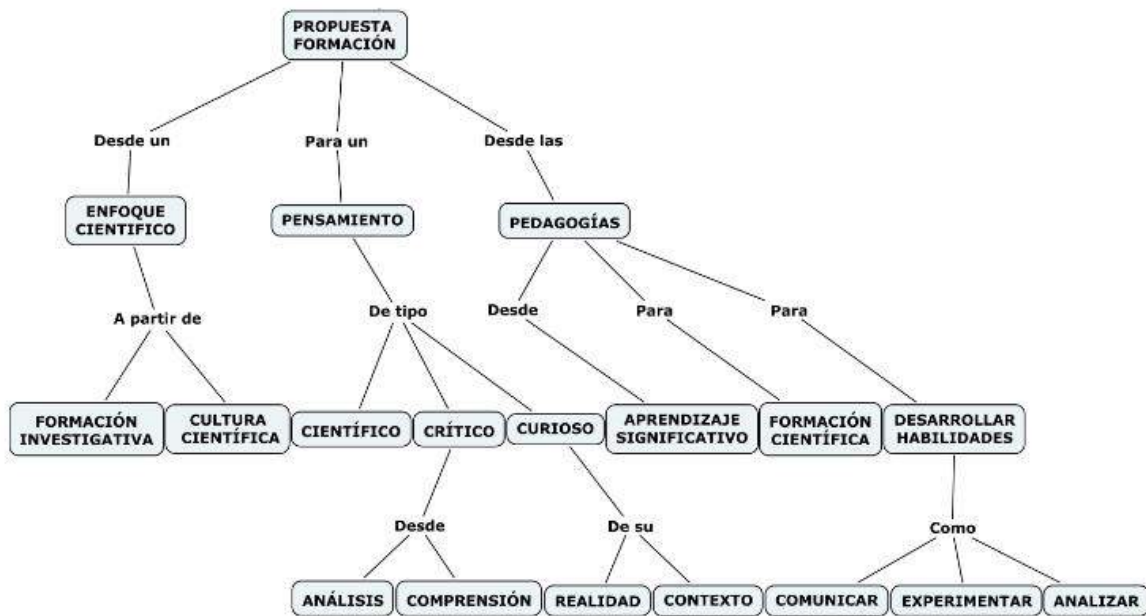 PROPUESTA
FORMACIÓN
Desde un
Para un
Desde las
ENFOQUE
CIENTIFICO
PENSAMIENTO
PEDAGOGÍAS
A partir de
De tipo
Desde
Para
Para
FORMACIÓN
INVESTIGATIVA
CULTURA
CIENTÍFICA
CIENTÍFICO
CRÍTICO
CURIOSO
APRENDIZAJE
SIGNIFICATIVO
FORMACIÓN
CIENTÍFICA
DESARROLLAR
HABILIDADES
Desde
De su
Como
ANÁLISIS
COMPRENSIÓN
REALIDAD
CONTEXTO
COMUNICAR
EXPERIMENTAR
ANALIZAR